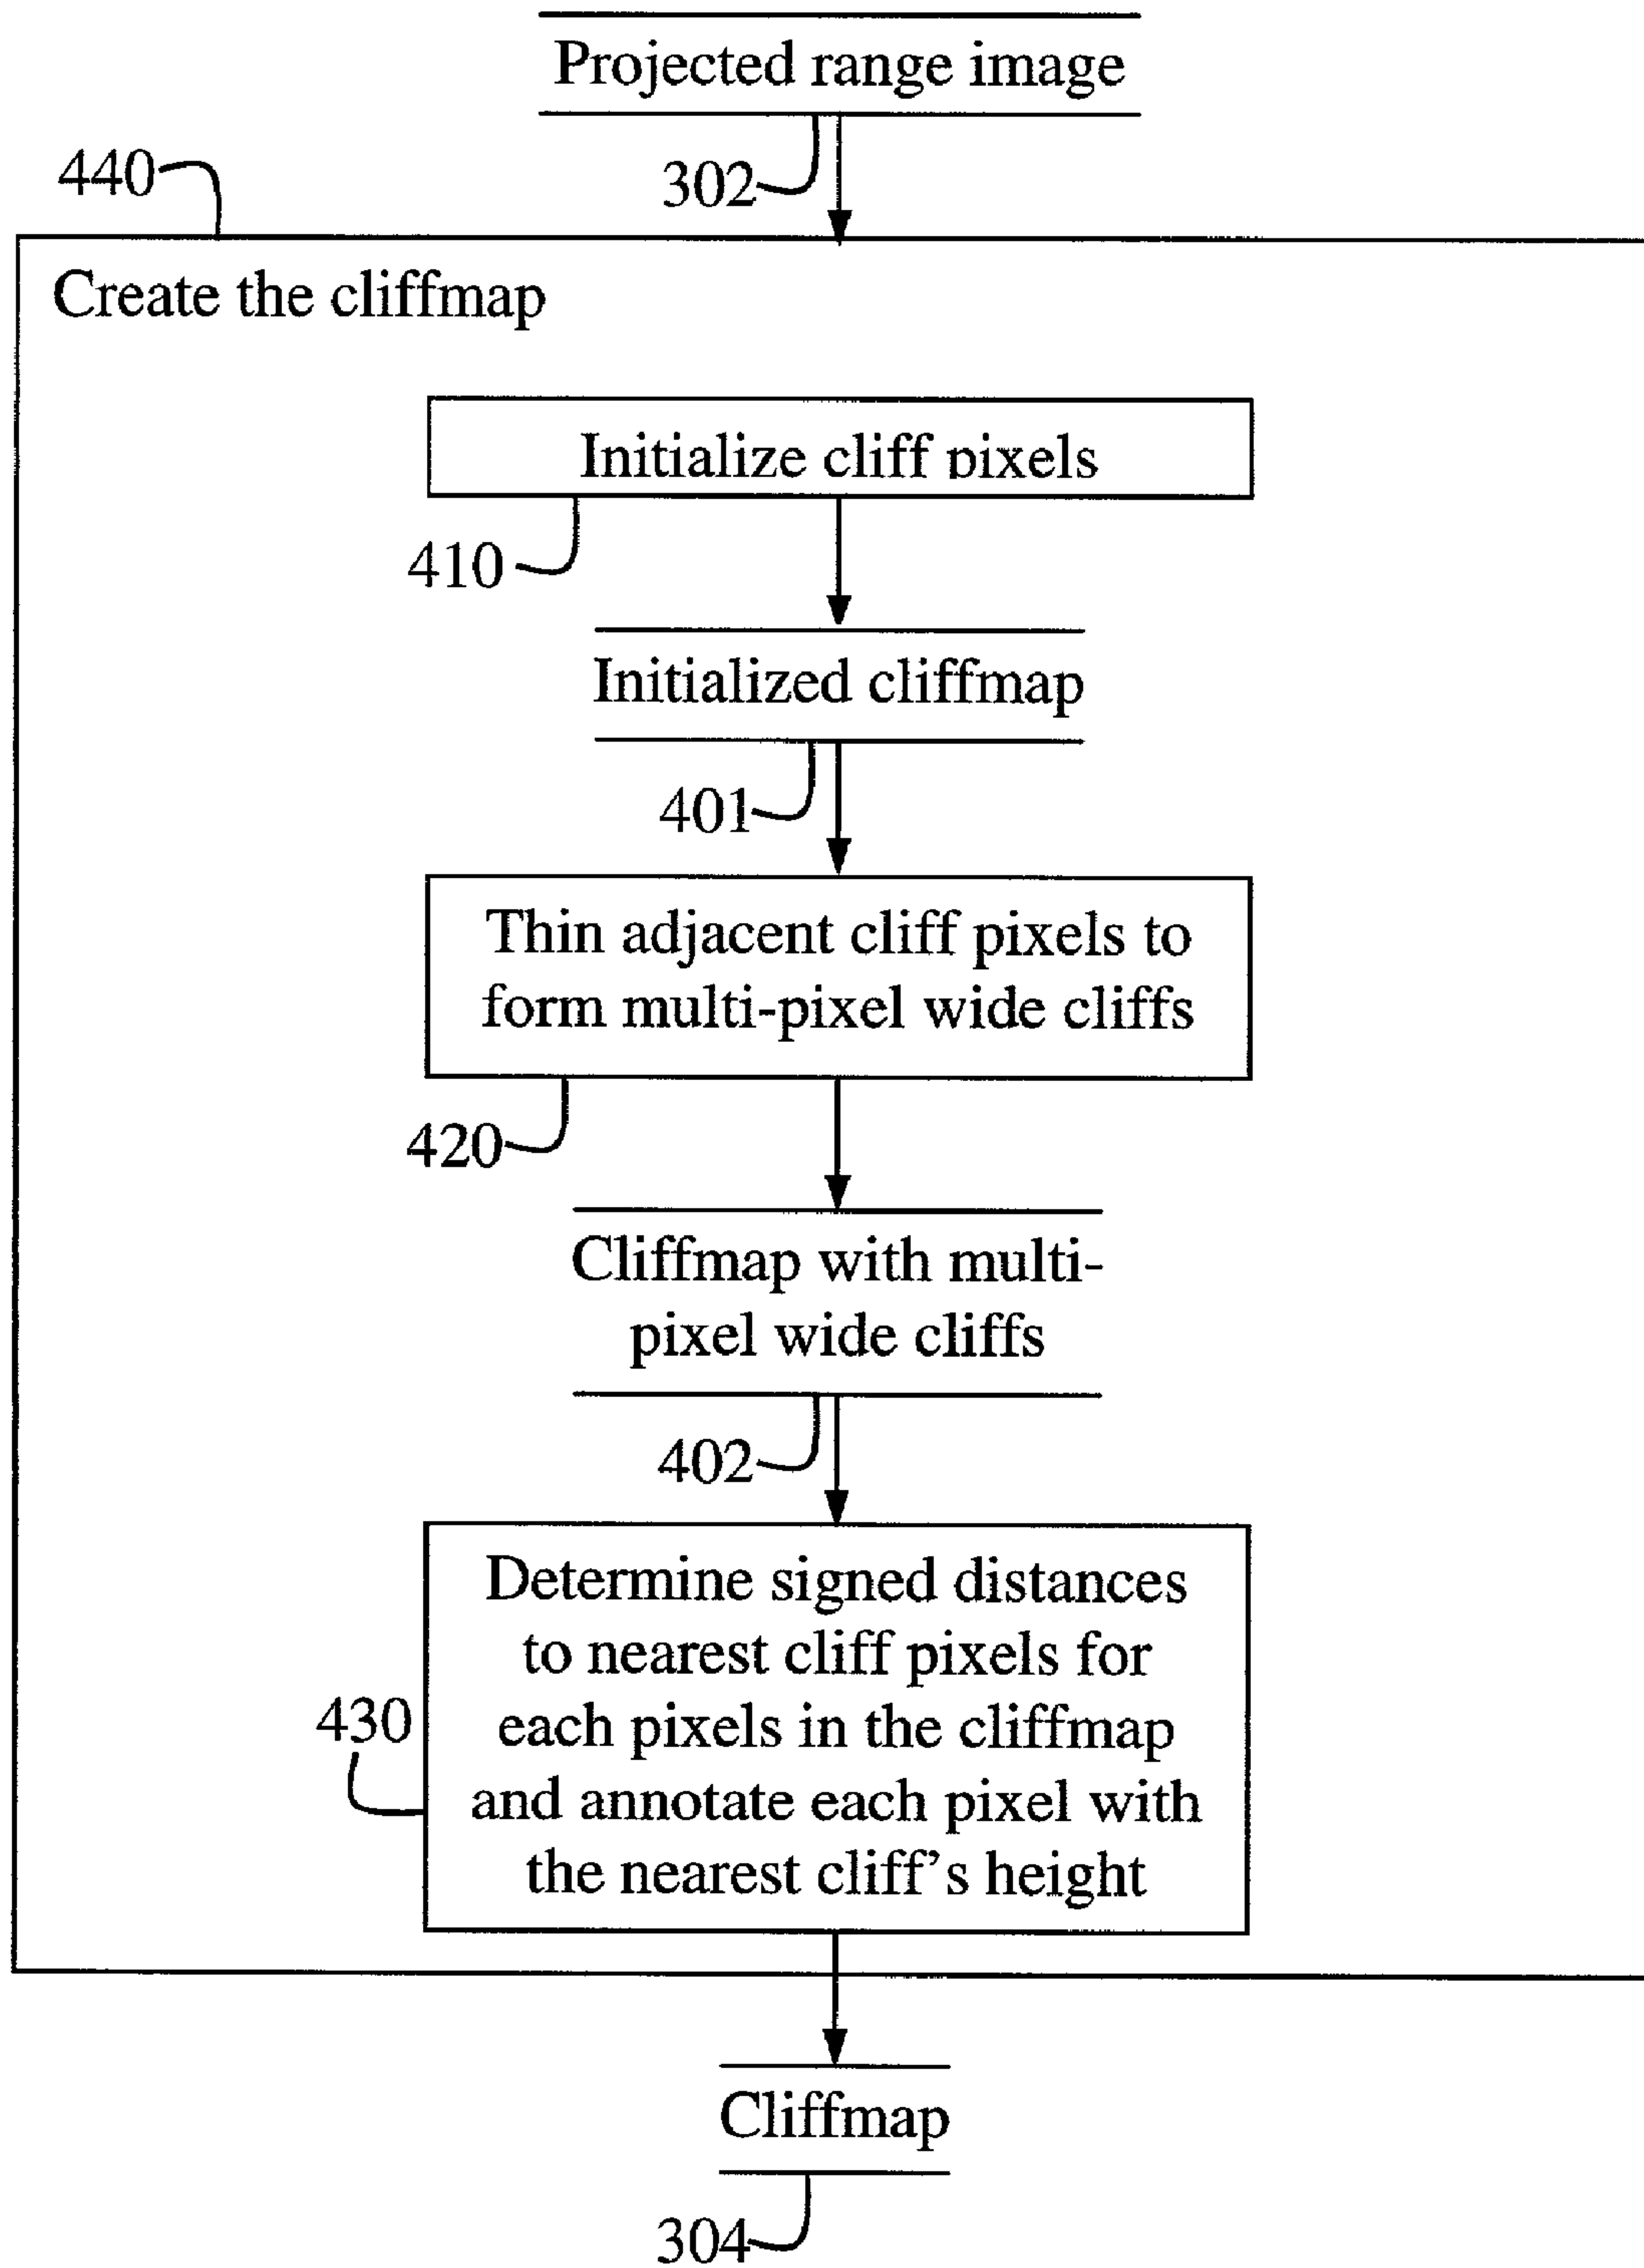 Projected range image
302
440
Create the cliffmap
Initialize cliff pixels
410
Initialized cliffmap
401
Thin adjacent cliff pixels to
form multi-pixel wide cliffs
420
Cliffmap with multi-
pixel wide cliffs
402
Determine signed distances
to nearest cliff pixels for
each pixels in the cliffmap
and annotate each pixel with
the nearest cliff's height
430
Cliffmap
304